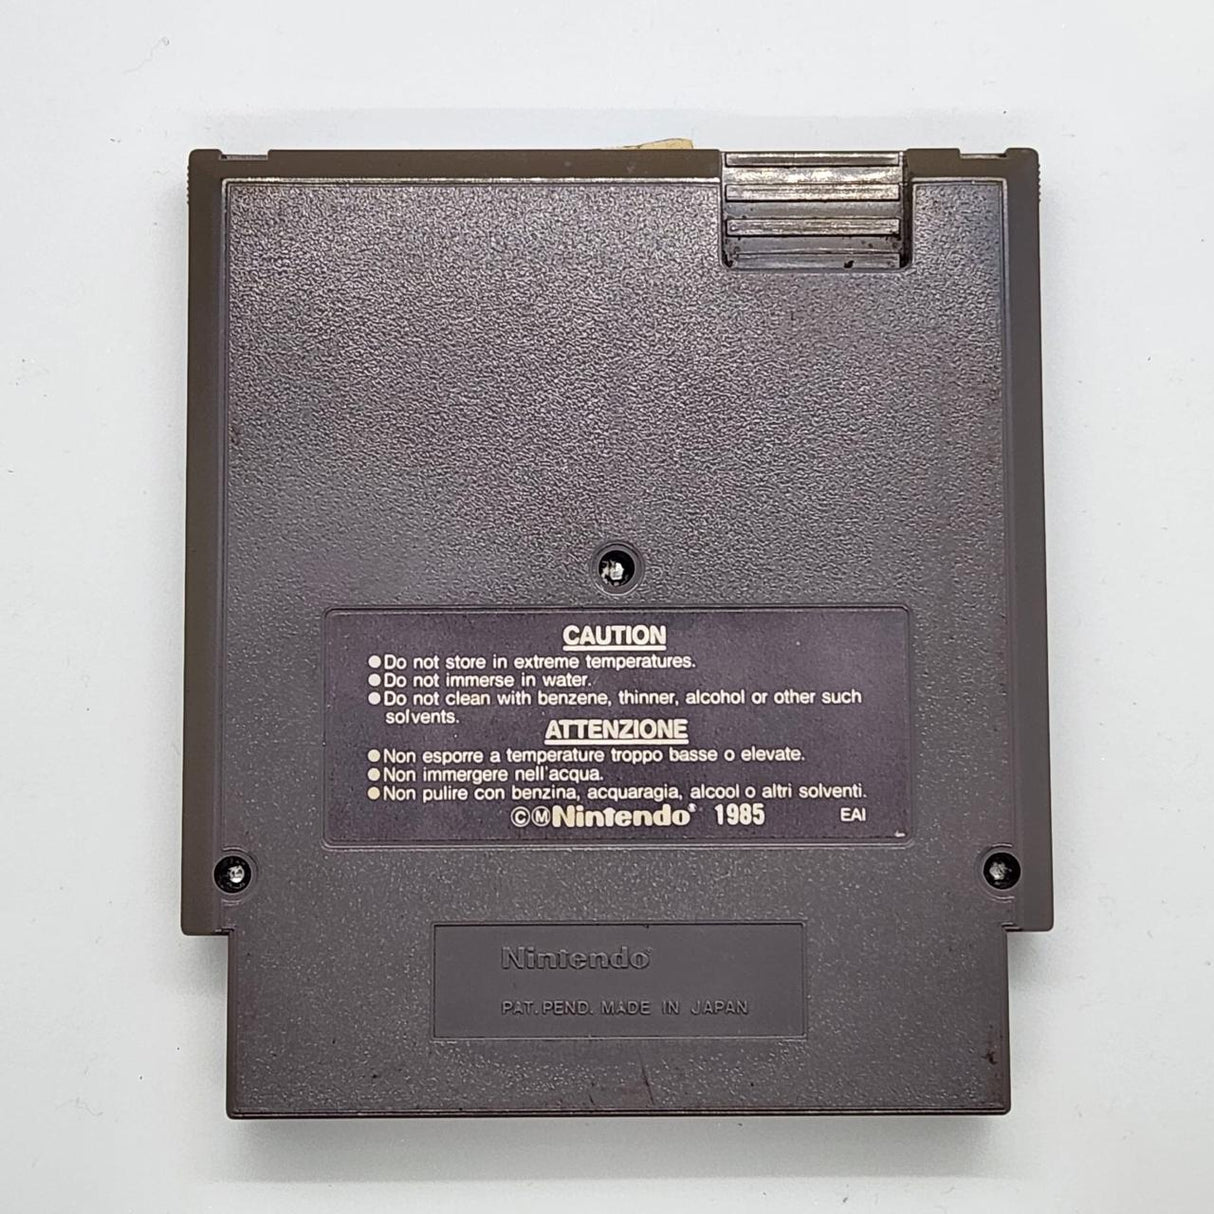 CAUTION
●Do not store in extreme temperatures.
●Do not immerse in water.
●Do not clean with benzene, thinner, alcohol or other such
solvents.
ATTENZIONE
●Non esporre a temperature troppo basse o elevate.
●Non immergere nell'acqua.
●Non pulire con benzina, acquaragia, alcool o altri solventi.
©ⓂNintendo® 1985 EAI
Nintendo®
PAT. PEND. MADE IN JAPAN